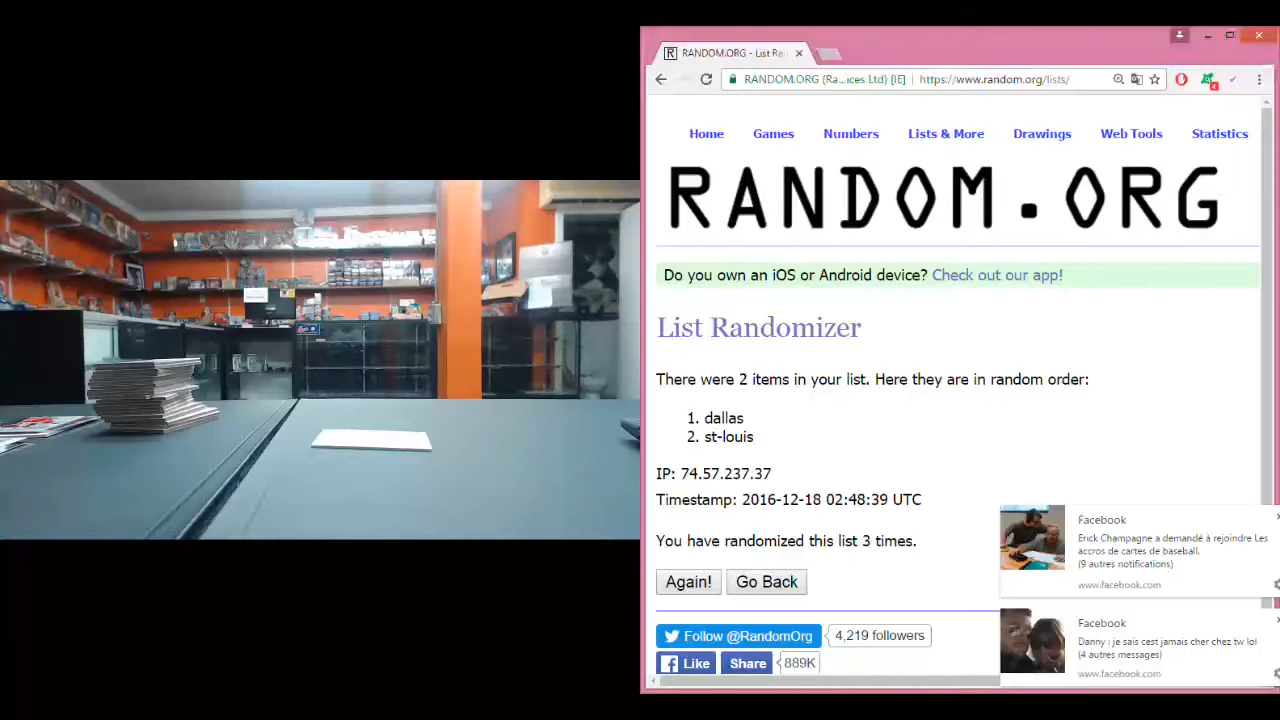 RANDOM.ORG - List Ra
RANDOM.ORG (Ra...ices Ltd) [IE] https://www.random.org/lists/
Home Games Numbers Lists & More Drawings Web Tools Statistics
RANDOM.ORG
Do you own an iOS or Android device? Check out our app!
List Randomizer
There were 2 items in your list. Here they are in random order:
1. dallas
2. st-louis
IP: 74.57.237.37
Timestamp: 2016-12-18 02:48:39 UTC
You have randomized this list 3 times.
Again! Go Back
Follow @RandomOrg 4,219 followers
Like Share 889K
Facebook
Erick Champagne a demandé à rejoindre Les
accros de cartes de baseball.
(9 autres notifications)
www.facebook.com
Facebook
Danny : je sais cest jamais cher chez tw lol
(4 autres messages)
www.facebook.com